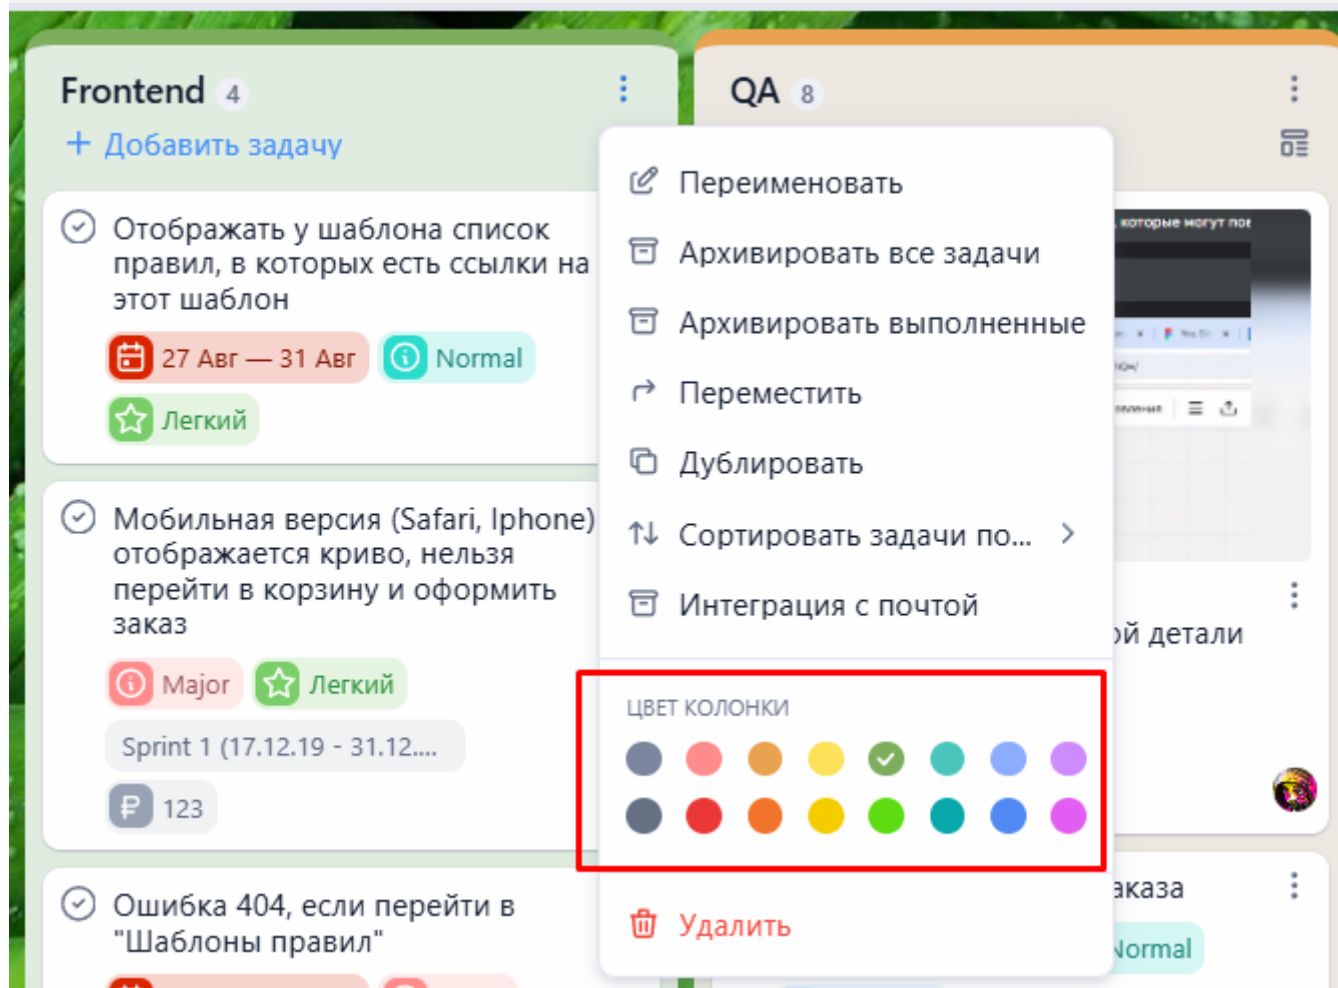 Frontend 4
+ Добавить задачу
Отображать у шаблона список
правил, в которых есть ссылки на
этот шаблон
27 Авг — 31 Авг
Normal
Легкий
Мобильная версия (Safari, Iphone)
отображается криво, нельзя
перейти в корзину и оформить
заказ
Major
Легкий
Sprint 1 (17.12.19 - 31.12....
₽ 123
Ошибка 404, если перейти в
"Шаблоны правил"
Переименовать
Архивировать все задачи
Архивировать выполненные
Переместить
Дублировать
Сортировать задачи по...
Интеграция с почтой
ЦВЕТ КОЛОНКИ
Удалить
QA 8
которые могут
детали
Normal